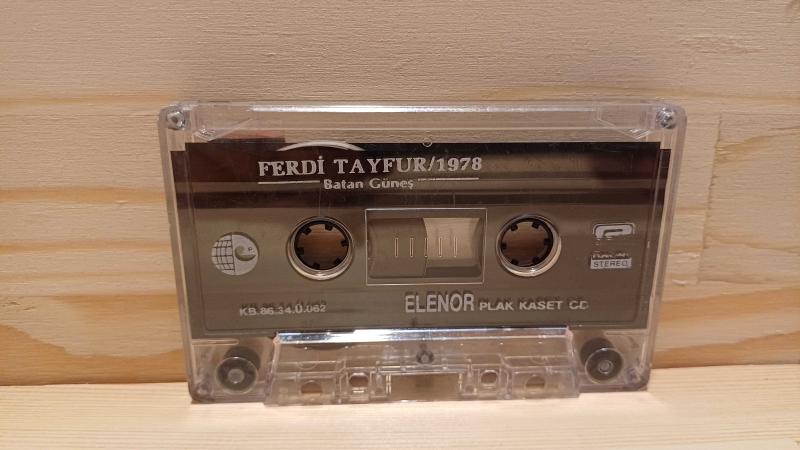 FERDİ TAYFUR/1978
Batan Güneş
STEREO
KB.86.34.Ü.062
ELENOR PLAK KASET CD